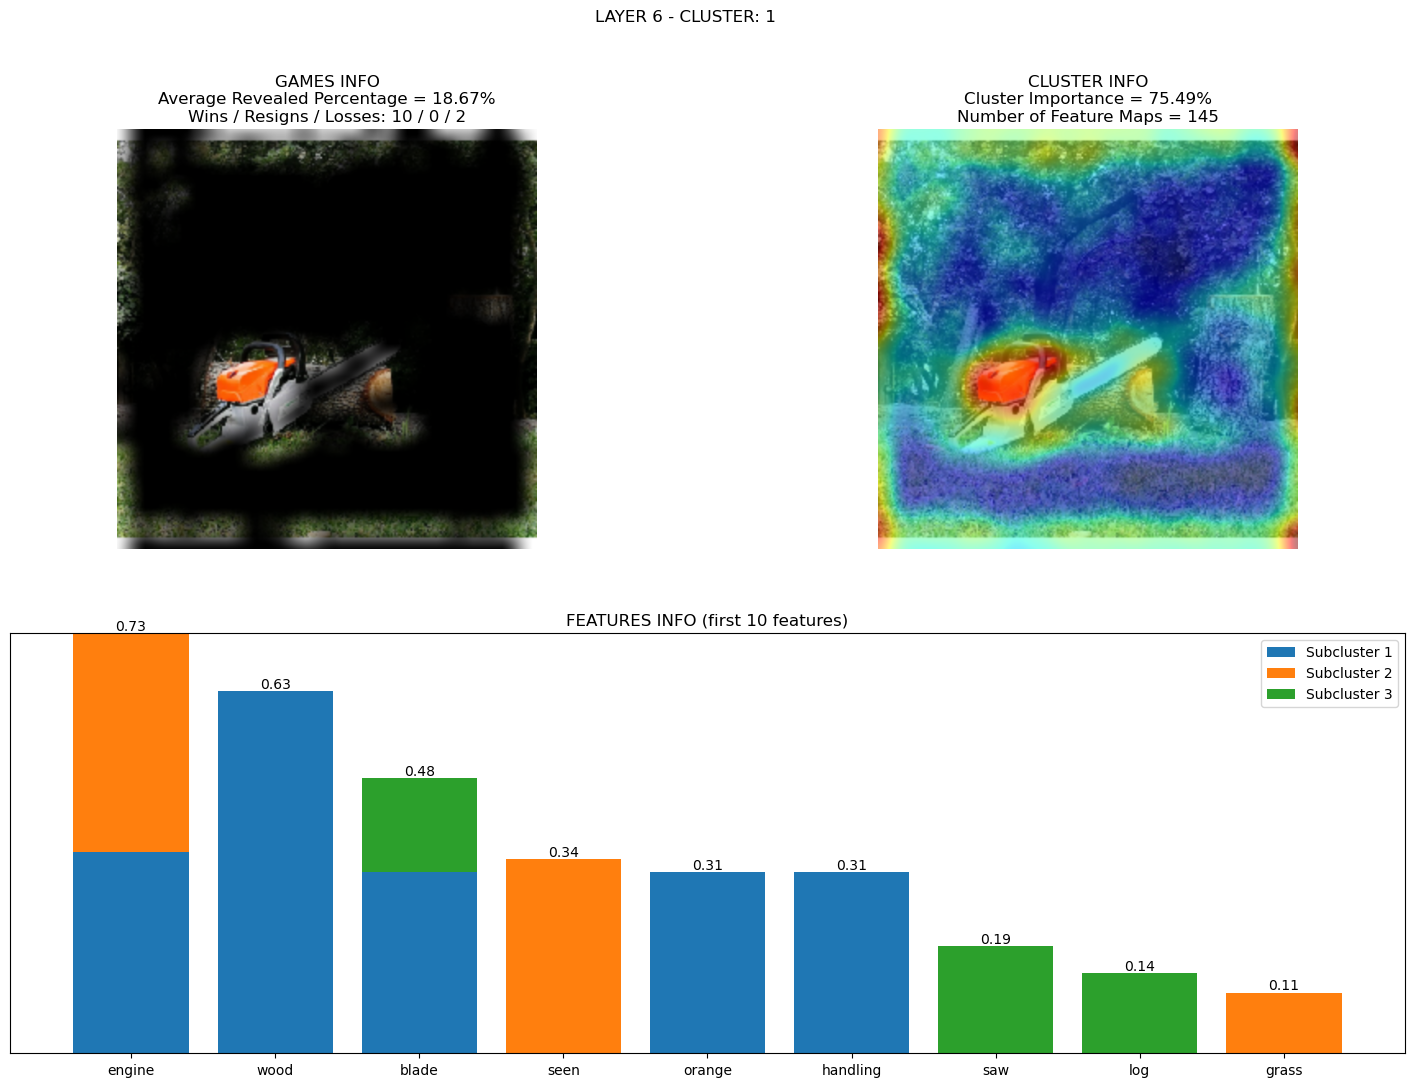 LAYER 6 - CLUSTER: 1
GAMES INFO
Average Revealed Percentage = 18.67%
Wins / Resigns / Losses: 10 / 0 / 2
CLUSTER INFO
Cluster Importance = 75.49%
Number of Feature Maps = 145
FEATURES INFO (first 10 features)
Subcluster 1
Subcluster 2
Subcluster 3
0.73
0.63
0.48
0.34
0.31
0.31
0.19
0.14
0.11
engine
wood
blade
seen
orange
handling
saw
log
grass